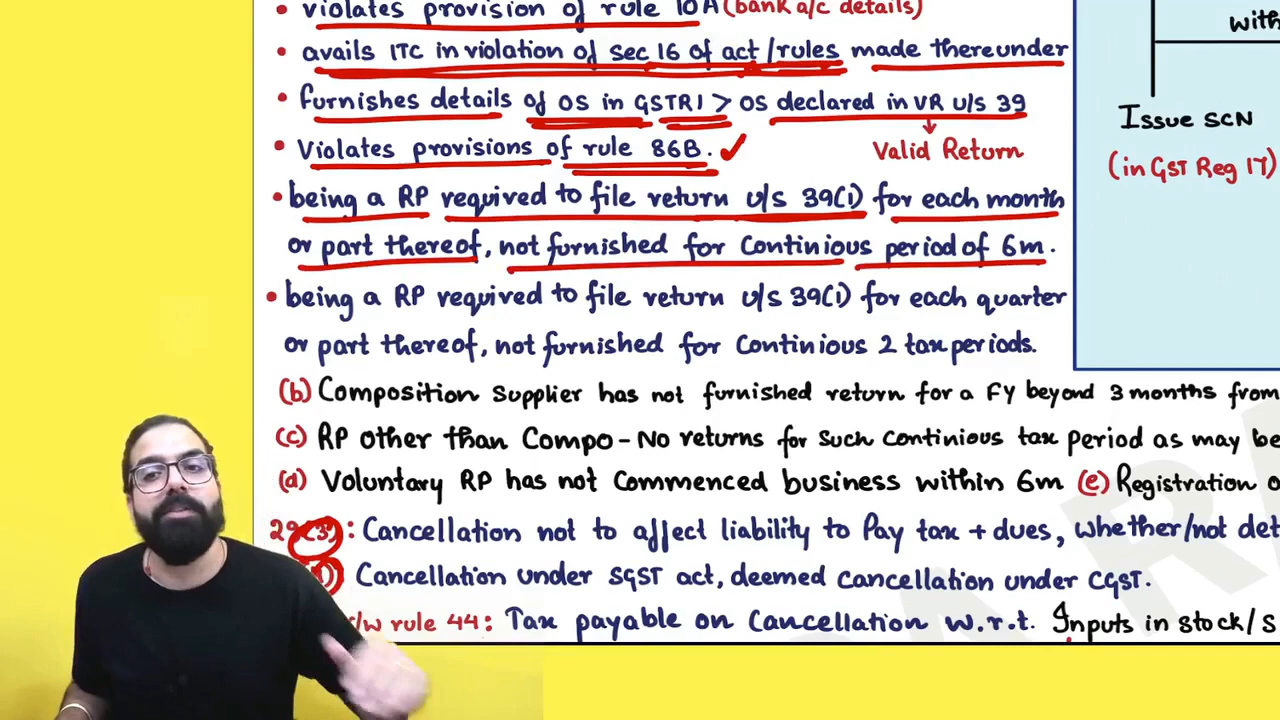 • violates provision of rule 10A (bank a/c details)
• avails ITC in violation of sec 16 of act/rules made thereunder
• furnishes details of OS in GSTR1 > OS declared in VR u/s 39
Valid Return
• Violates provisions of rule 86B.
• being a RP required to file return u/s 39(1) for each month
or part thereof, not furnished for Continious period of 6m.
• being a RP required to file return u/s 39(1) for each quarter
or part thereof, not furnished for Continious 2 tax periods.
(b) Composition Supplier has not furnished return for a FY beyond 3 months from
(c) RP other than Compo - No returns for such continious tax period as may be
(d) Voluntary RP has not Commenced business within 6m (e) Registration o
29(3): Cancellation not to affect liability to Pay tax + dues, whether/not det
Cancellation under SGST act, deemed cancellation under CGST.
/w rule 44: Tax payable on Cancellation w.r.t. Inputs in stock/s
with
Issue SCN
(in GST Reg 17)